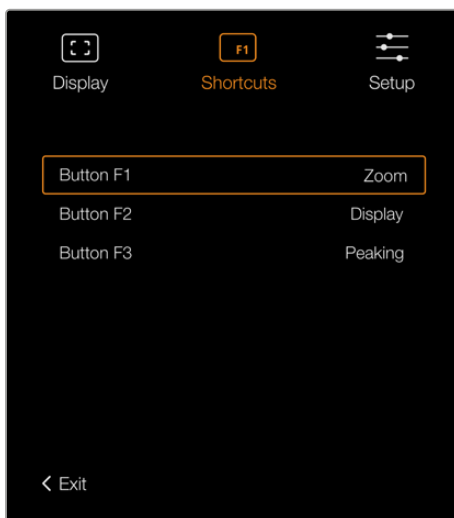 F1
Display Shortcuts Setup
Button F1 Zoom
Button F2 Display
Button F3 Peaking
Exit